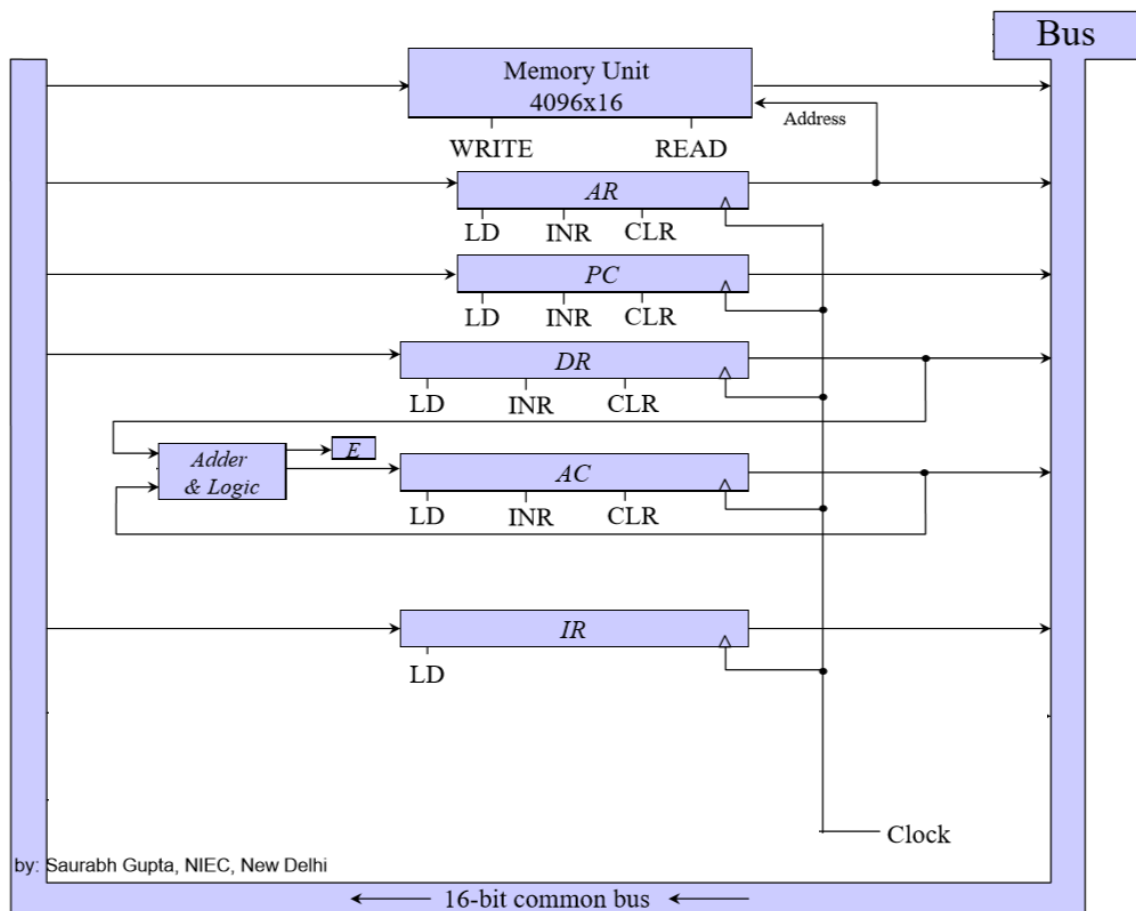 Bus
Memory Unit
4096x16
Address
WRITE READ
AR
LD INR CLR
PC
LD INR CLR
DR
LD INR CLR
E
Adder
& Logic
AC
LD INR CLR
IR
LD
Clock
by: Saurabh Gupta, NIEC, New Delhi
16-bit common bus